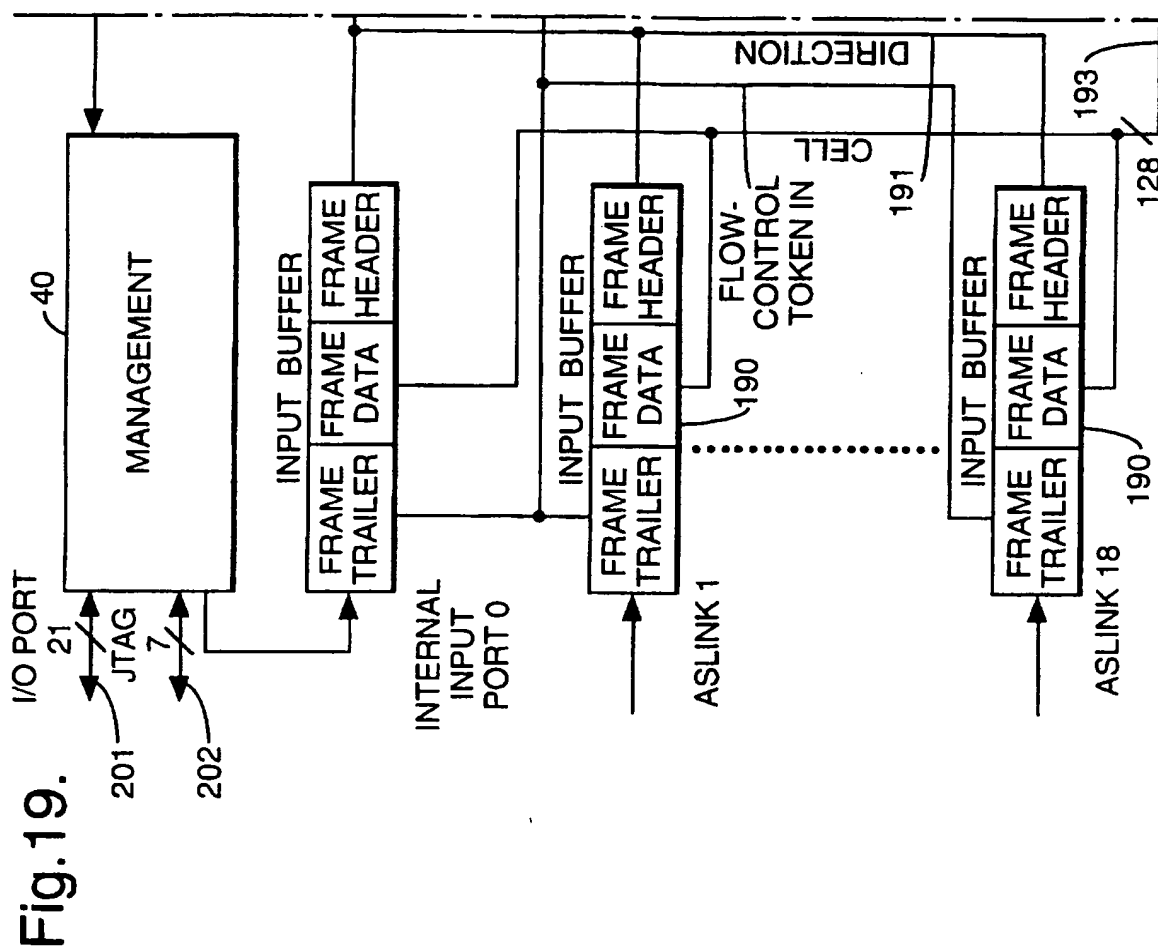 Fig.19.
I/O PORT
21
JTAG
7
201
202
40
MANAGEMENT
INTERNAL
INPUT
PORT 0
INPUT BUFFER
FRAME
TRAILER
FRAME
DATA
FRAME
HEADER
ASLINK 1
INPUT BUFFER
FRAME
TRAILER
FRAME
DATA
FRAME
HEADER
190
FLOW-
CONTROL
TOKEN IN
CELL
DIRECTION
191
ASLINK 18
INPUT BUFFER
FRAME
TRAILER
FRAME
DATA
FRAME
HEADER
190
128
193